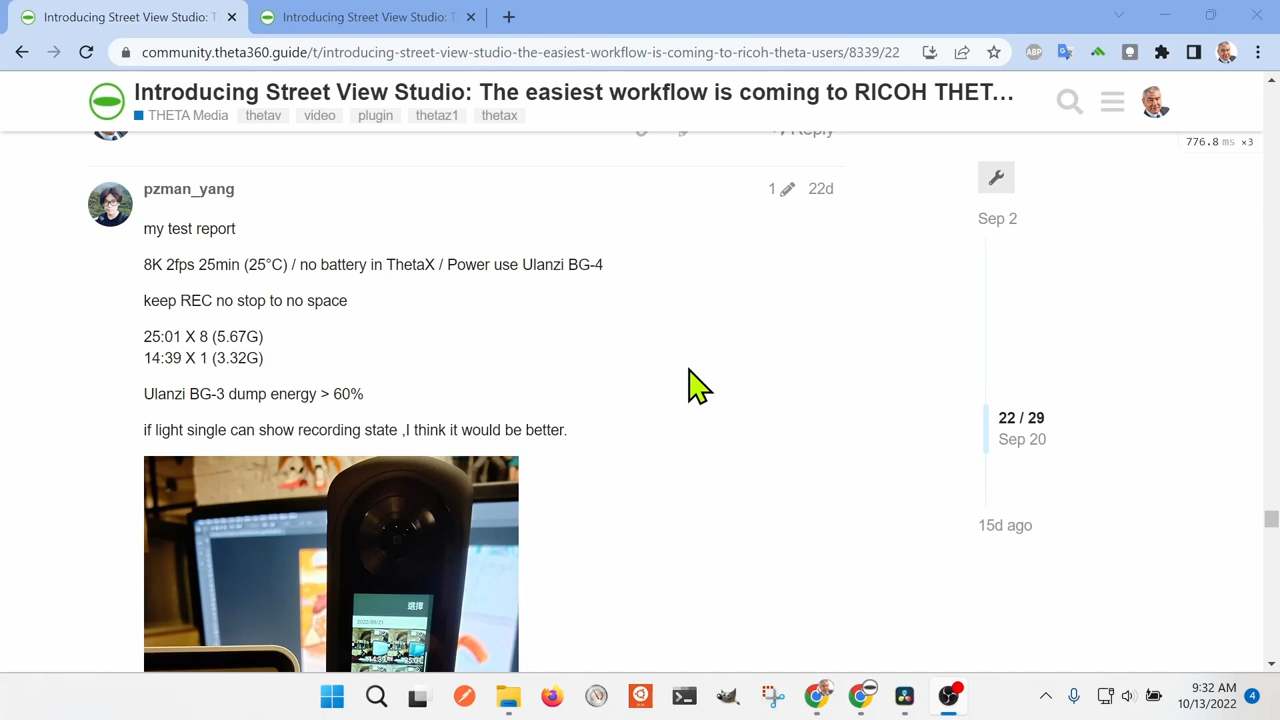 Introducing Street View Studio: T
Introducing Street View Studio: T
community.theta360.guide/t/introducing-street-view-studio-the-easiest-workflow-is-coming-to-ricoh-theta-users/8339/22
ABP
Introducing Street View Studio: The easiest workflow is coming to RICOH THET...
THETA Media
thetav
video
plugin
thetaz1
thetax
Reply
776.8 ms ×3
pzman_yang
1
22d
my test report
8K 2fps 25min (25°C) / no battery in ThetaX / Power use Ulanzi BG-4
keep REC no stop to no space
25:01 X 8 (5.67G)
14:39 X 1 (3.32G)
Ulanzi BG-3 dump energy > 60%
if light single can show recording state ,I think it would be better.
Sep 2
22 / 29
Sep 20
15d ago
選擇
2022/09/21
9:32 AM
10/13/2022
4